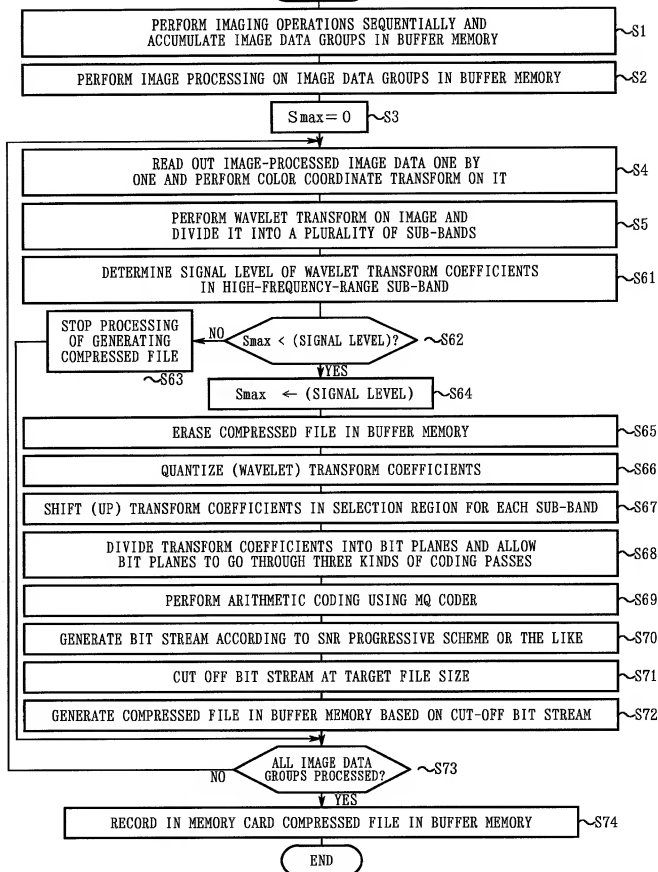 PERFORM IMAGING OPERATIONS SEQUENTIALLY AND
ACCUMULATE IMAGE DATA GROUPS IN BUFFER MEMORY
S1
PERFORM IMAGE PROCESSING ON IMAGE DATA GROUPS IN BUFFER MEMORY
S2
Smax=0
S3
READ OUT IMAGE-PROCESSED IMAGE DATA ONE BY
ONE AND PERFORM COLOR COORDINATE TRANSFORM ON IT
S4
PERFORM WAVELET TRANSFORM ON IMAGE AND
DIVIDE IT INTO A PLURALITY OF SUB-BANDS
S5
DETERMINE SIGNAL LEVEL OF WAVELET TRANSFORM COEFFICIENTS
IN HIGH-FREQUENCY-RANGE SUB-BAND
S61
Smax < (SIGNAL LEVEL)?
S62
NO
STOP PROCESSING
OF GENERATING
COMPRESSED FILE
S63
YES
Smax ← (SIGNAL LEVEL)
S64
ERASE COMPRESSED FILE IN BUFFER MEMORY
S65
QUANTIZE (WAVELET) TRANSFORM COEFFICIENTS
S66
SHIFT (UP) TRANSFORM COEFFICIENTS IN SELECTION REGION FOR EACH SUB-BAND
S67
DIVIDE TRANSFORM COEFFICIENTS INTO BIT PLANES AND ALLOW
BIT PLANES TO GO THROUGH THREE KINDS OF CODING PASSES
S68
PERFORM ARITHMETIC CODING USING MQ CODER
S69
GENERATE BIT STREAM ACCORDING TO SNR PROGRESSIVE SCHEME OR THE LIKE
S70
CUT OFF BIT STREAM AT TARGET FILE SIZE
S71
GENERATE COMPRESSED FILE IN BUFFER MEMORY BASED ON CUT-OFF BIT STREAM
S72
ALL IMAGE DATA
GROUPS PROCESSED?
S73
NO
YES
RECORD IN MEMORY CARD COMPRESSED FILE IN BUFFER MEMORY
S74
END